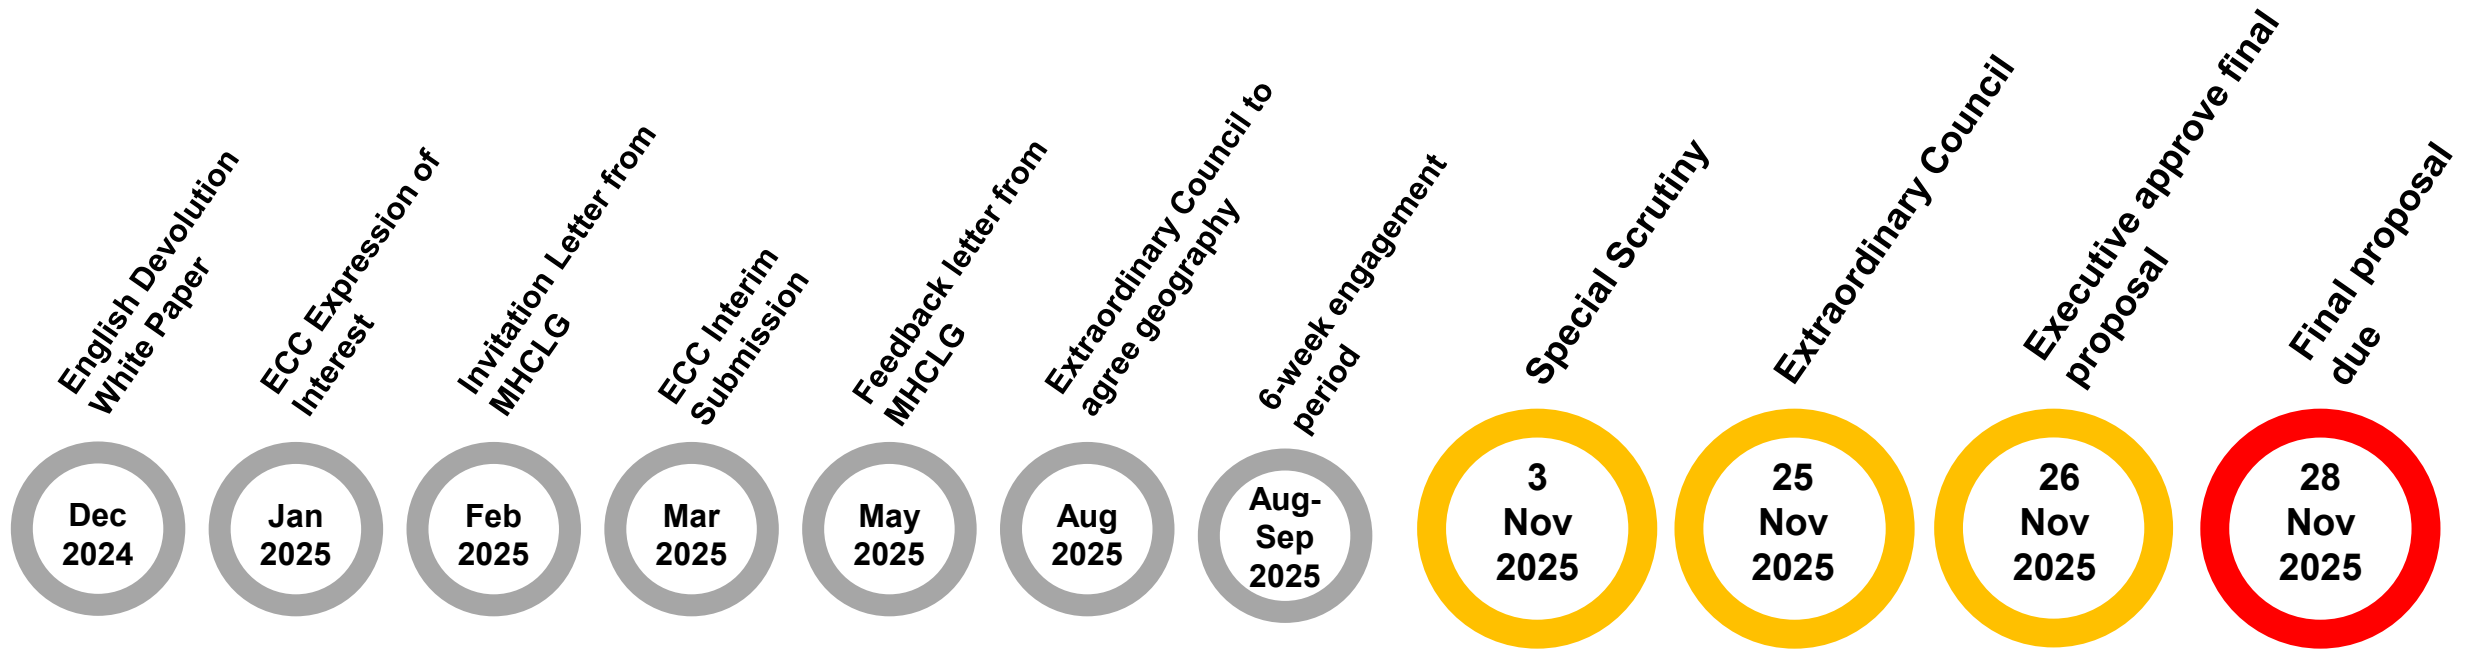 English Devolution
White Paper
Dec
2024
ECC Expression of
Interest
Jan
2025
Invitation Letter from
MHCLG
Feb
2025
ECC Interim
Submission
Mar
2025
Feedback letter from
MHCLG
May
2025
Extraordinary Council to
agree geography
Aug
2025
6-week engagement
period
Aug-
Sep
2025
Special Scrutiny
3
Nov
2025
Extraordinary Council
25
Nov
2025
Executive approve final
proposal
26
Nov
2025
Final proposal
due
28
Nov
2025